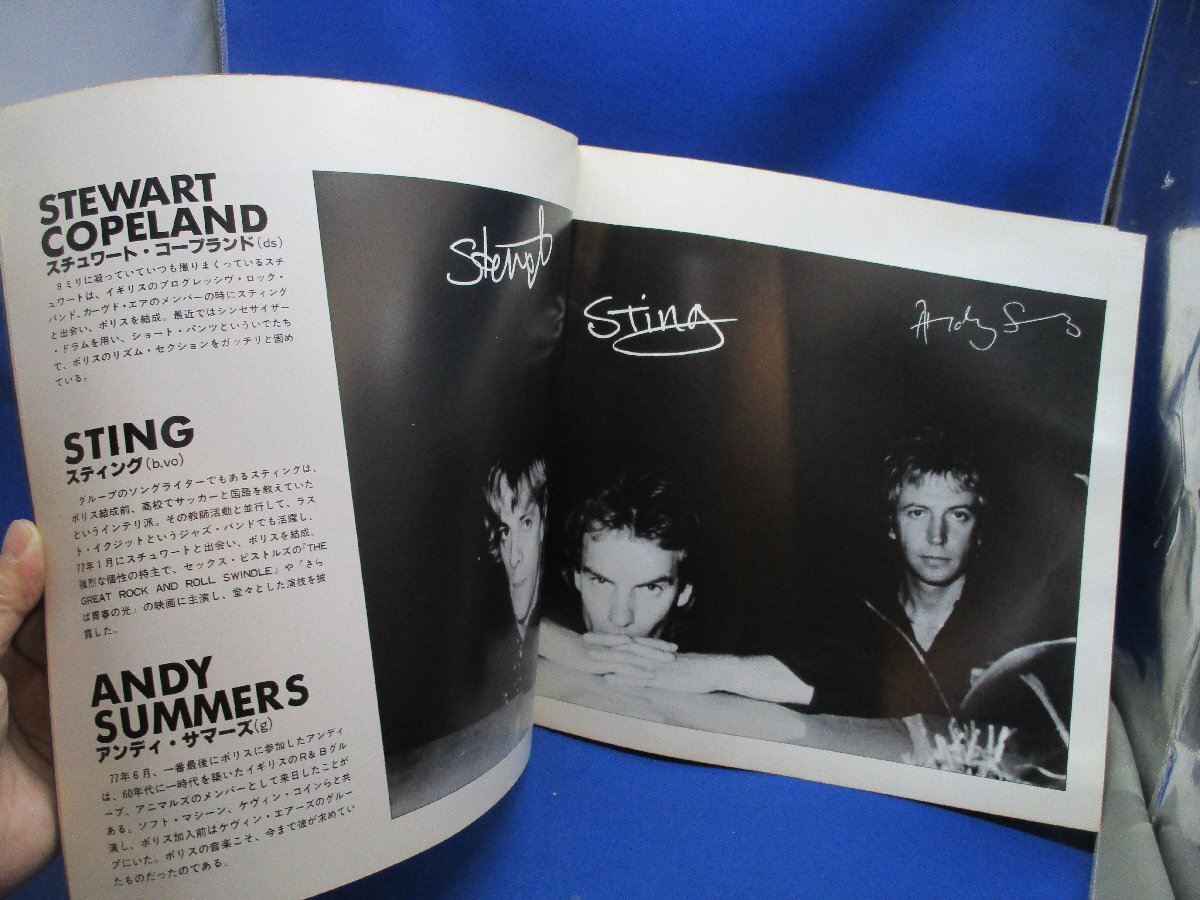 STEWART
COPELAND
スチュワート・コープランド(ds)
8ミリに凝っていていつも撮りまくっているスチ
ュワートは、イギリスのプログレッシヴ・ロック・
バンド、カーヴド・エアのメンバーの時にスティング
と出会い、ポリスを結成。最近ではシンセサイザー
・ドラムを用い、ショート・パンツといういでたち
で、ポリスのリズム・セクションをガッチリと固め
ている。
STING
スティング(b,vo)
グループのソングライターでもあるスティングは、
ポリス結成前、高校でサッカーと国語を教えていた
というインテリ派。その教師活動と並行して、ラス
ト・イクジットというジャズ・バンドでも活躍し、
77年1月にスチュワートと出会い、ポリスを結成。
強烈な個性の持主で、セックス・ピストルズの『THE
GREAT ROCK AND ROLL SWINDLE』や『さら
ば青春の光』の映画に主演し、堂々とした演技を披
露した。
ANDY
SUMMERS
アンディ・サマーズ(g)
77年6月、一番最後にポリスに参加したアンディ
は、60年代に一時代を築いたイギリスのR&Bグル
ープ、アニマルズのメンバーとして来日したことが
ある。ソフト・マシーン、ケヴィン・コインらと共
演し、ポリス加入前はケヴィン・エアーズのグルー
プにいた。ポリスの音楽こそ、今まで彼が求めてい
たものだったのである。
Sting
Andy